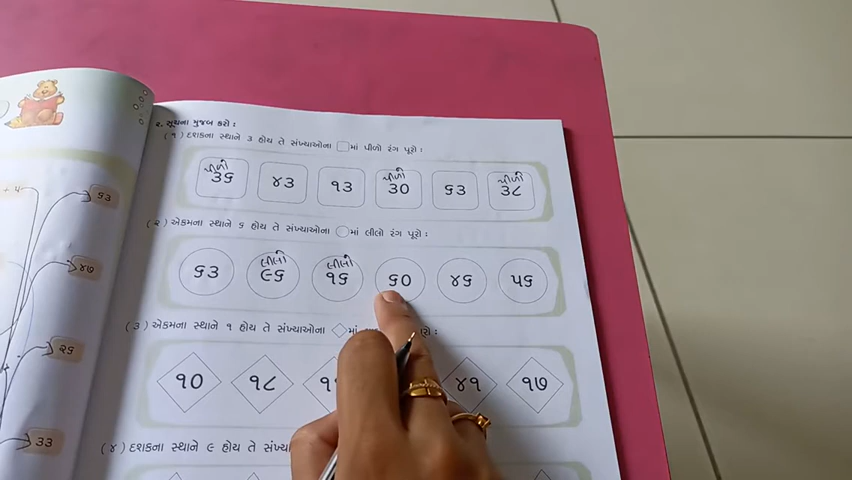 ૨. સૂચના મુજબ કરો :
(૧) દશકના સ્થાને ૩ હોય તે સંખ્યાઓના માં પીળો રંગ પૂરો :
પીળો પીળો પીળો
૩૬ ૪૩ ૧૩ ૩૦ ૬૩ ૩૮
(૨) એકમના સ્થાને ૬ હોય તે સંખ્યાઓના માં લીલો રંગ પૂરો :
લીલો લીલો
૬૩ ૯૬ ૧૬ ૬૦ ૪૬ ૫૬
(૩) એકમના સ્થાને ૧ હોય તે સંખ્યાઓના માં
૧૦ ૧૮ ૪૧ ૧૭
(૪) દશકના સ્થાને ૯ હોય તે
૬૩
૪૭
૨૬
૩૩